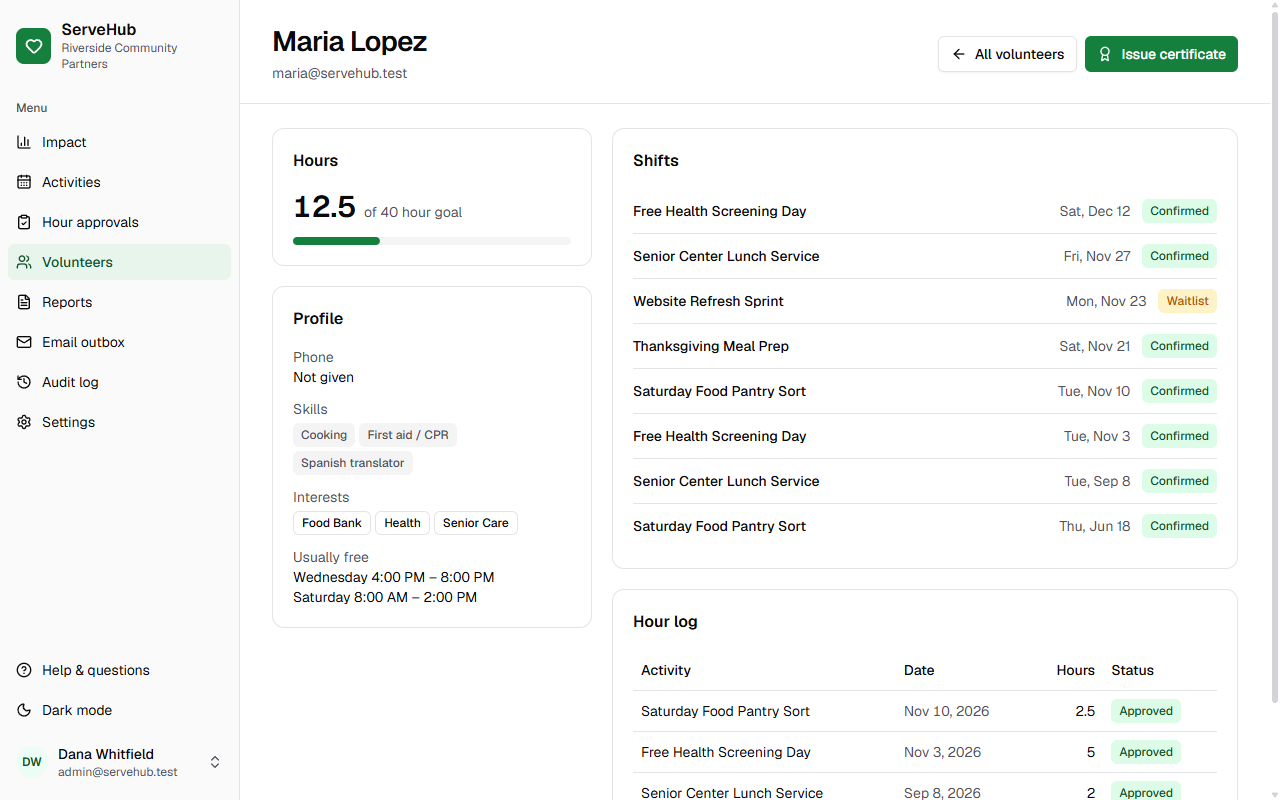 ServeHub
Riverside Community
Partners
Menu
Impact
Activities
Hour approvals
Volunteers
Reports
Email outbox
Audit log
Settings
Help & questions
Dark mode
DW
Dana Whitfield
admin@servehub.test
Maria Lopez
maria@servehub.test
All volunteers
Issue certificate
Hours
12.5 of 40 hour goal
Profile
Phone
Not given
Skills
Cooking First aid / CPR
Spanish translator
Interests
Food Bank Health Senior Care
Usually free
Wednesday 4:00 PM – 8:00 PM
Saturday 8:00 AM – 2:00 PM
Shifts
Free Health Screening Day Sat, Dec 12 Confirmed
Senior Center Lunch Service Fri, Nov 27 Confirmed
Website Refresh Sprint Mon, Nov 23 Waitlist
Thanksgiving Meal Prep Sat, Nov 21 Confirmed
Saturday Food Pantry Sort Tue, Nov 10 Confirmed
Free Health Screening Day Tue, Nov 3 Confirmed
Senior Center Lunch Service Tue, Sep 8 Confirmed
Saturday Food Pantry Sort Thu, Jun 18 Confirmed
Hour log
Activity Date Hours Status
Saturday Food Pantry Sort Nov 10, 2026 2.5 Approved
Free Health Screening Day Nov 3, 2026 5 Approved
Senior Center Lunch Service Sep 8, 2026 2 Approved